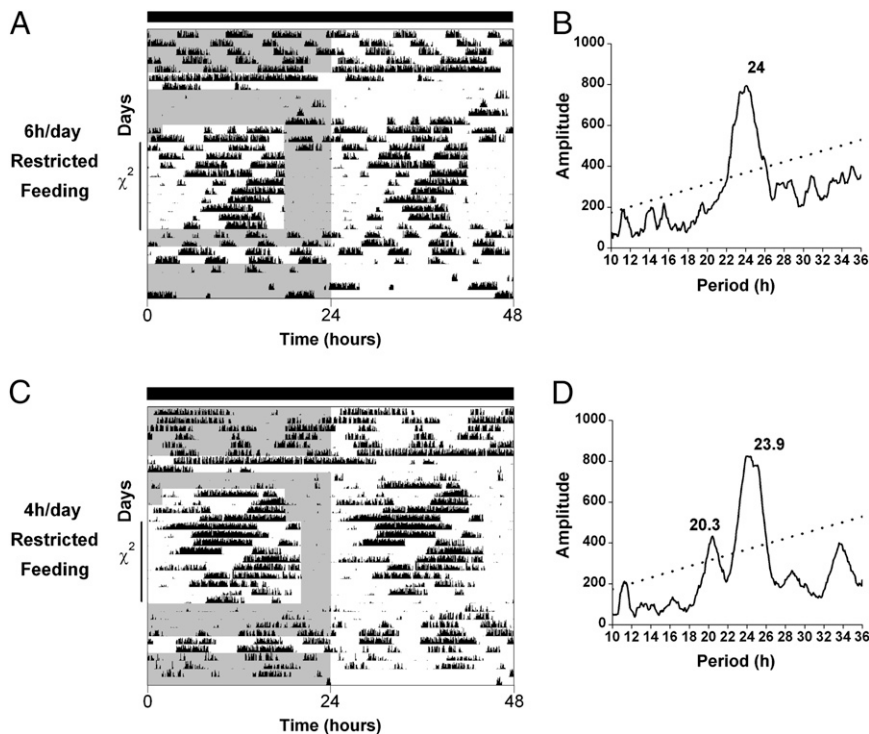 A
B
6h/day
Restricted
Feeding
Days
χ²
0
24
48
Time (hours)
24
Amplitude
1000
800
600
400
200
0
10 12 14 16 18 20 22 24 26 28 30 32 34 36
Period (h)
C
D
4h/day
Restricted
Feeding
Days
χ²
0
24
48
Time (hours)
23.9
20.3
Amplitude
1000
800
600
400
200
0
10 12 14 16 18 20 22 24 26 28 30 32 34 36
Period (h)